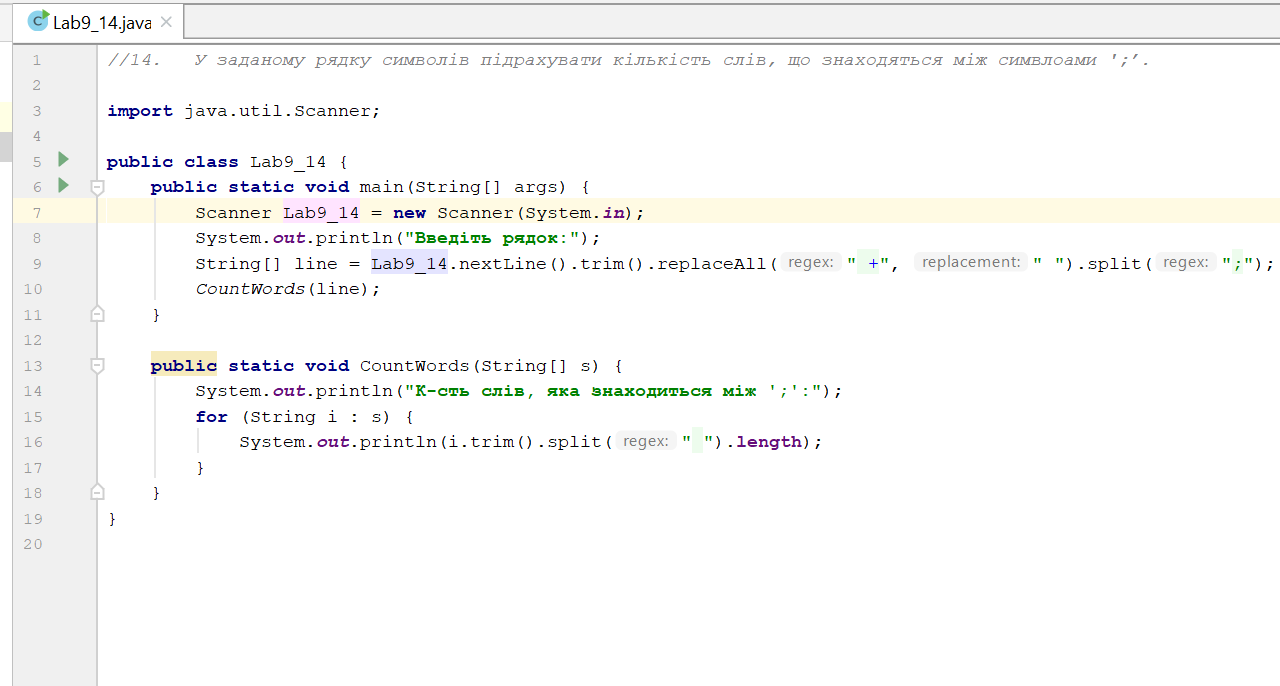 Lab9_14.java
1 //14. У заданому рядку символів підрахувати кількість слів, що знаходяться між симвлоами ';'.
2
3 import java.util.Scanner;
4
5 public class Lab9_14 {
6 public static void main(String[] args) {
7 Scanner Lab9_14 = new Scanner(System.in);
8 System.out.println("Введіть рядок:");
9 String[] line = Lab9_14.nextLine().trim().replaceAll( regex: " +", replacement: " ").split( regex: ";");
10 CountWords(line);
11 }
12
13 public static void CountWords(String[] s) {
14 System.out.println("К-сть слів, яка знаходиться між ';':");
15 for (String i : s) {
16 System.out.println(i.trim().split( regex: " ").length);
17 }
18 }
19 }
20